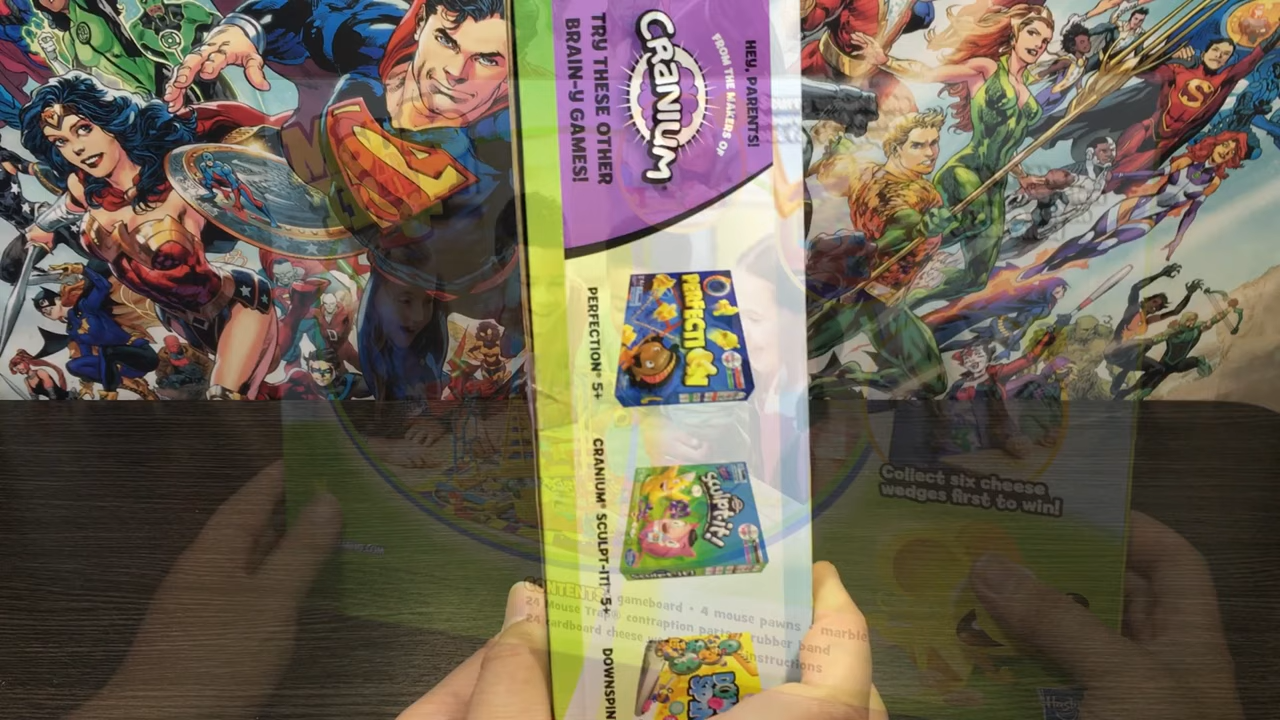 HEY, PARENTS!
FROM THE MAKERS OF
CRANIUM
TRY THESE OTHER
BRAIN-Y GAMES!
PERFECTION
PERFECTION® 5+
sculpt-it!
Sculpt-it!
CRANIUM® SCULPT-IT!® 5+
DOWNSPIN
Collect six cheese
wedges first to win!
CONTENTS: gameboard • 4 mouse pawns • marble
24 Mouse Trap® contraption parts rubber band
24 cardboard cheese instructions
S